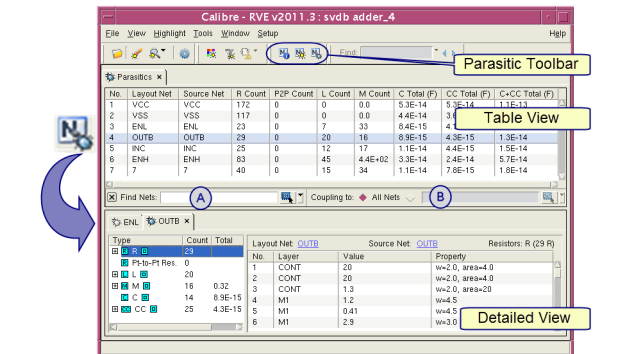 Calibre - RVE v2011.3 : svdb adder_4
File View Highlight Tools Window Setup Help
Find:
Parasitic Toolbar
Parasitics ×
No. Layout Net Source Net R Count P2P Count L Count M Count C Total (F) CC Total (F) C+CC Total (F)
1 VCC VCC 172 0 0 0.0 5.3E-14 5.3E-14 1.1E-13
2 VSS VSS 117 0 0 0.0 4.4E-14
3 ENL ENL 23 0 7 33 8.4E-15
Table View
4 OUTB OUTB 29 0 20 16 8.9E-15 4.3E-15 1.3E-14
5 INC INC 25 0 12 17 1.1E-14 4.4E-15 1.5E-14
6 ENH ENH 83 0 45 4.4E+02 3.3E-14 2.4E-14 5.7E-14
7 7 7 40 0 15 34 1.1E-14 7.8E-15 1.8E-14
Find Nets: A Coupling to: All Nets B
ENL OUTB ×
Type Count Total
R 29
Pt-to-Pt Res. 0
L 20
M 16 0.32
C 14 8.9E-15
CC 25 4.3E-15
Layout Net: OUTB Source Net: OUTB Resistors: R (29 R)
No. Layer Value Property
1 CONT 20 w=2.0, area=4.0
2 CONT 20 w=2.0, area=4.0
3 CONT 1.3 w=2.0, area=20
4 M1 1.2 w=4.5
5 M1 0.41 w=4.5
6 M1 2.9 w=3.0
Detailed View